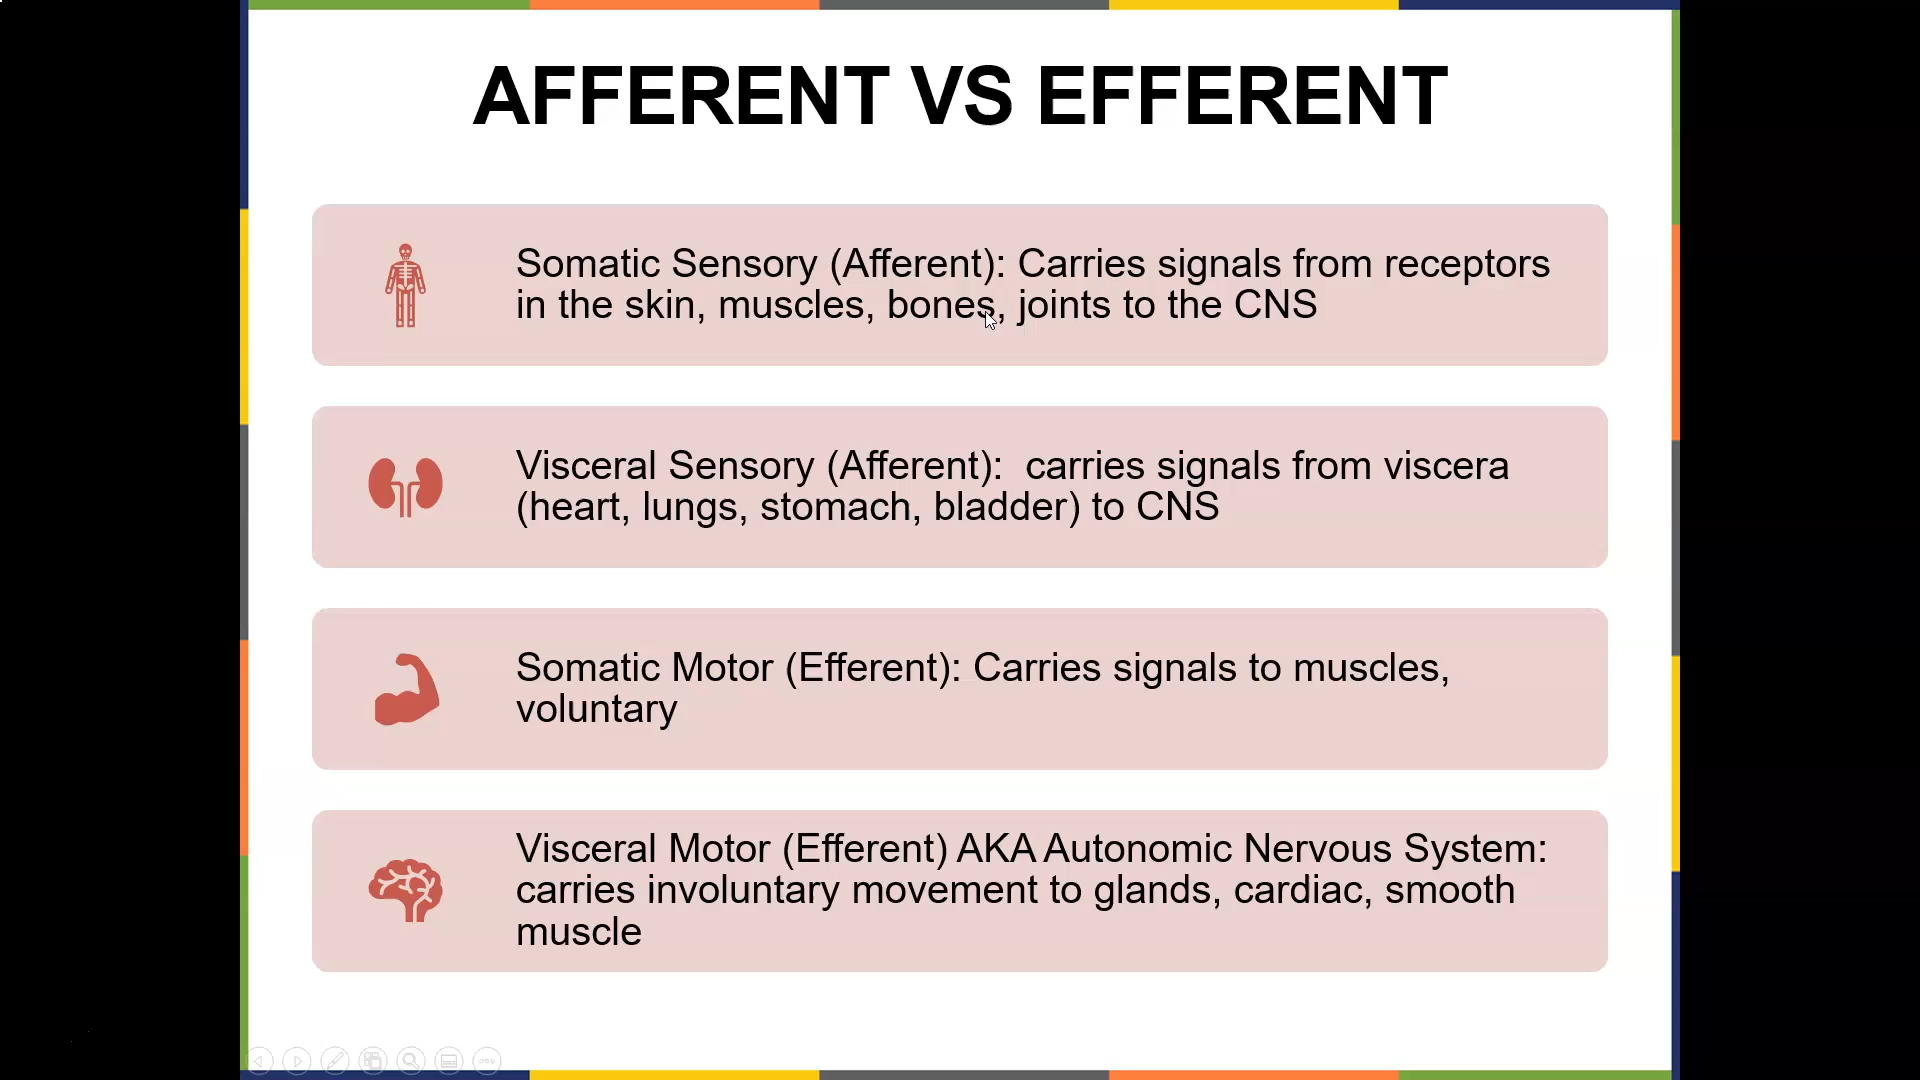 AFFERENT VS EFFERENT
Somatic Sensory (Afferent): Carries signals from receptors
in the skin, muscles, bones, joints to the CNS
Visceral Sensory (Afferent):  carries signals from viscera
(heart, lungs, stomach, bladder) to CNS
Somatic Motor (Efferent): Carries signals to muscles,
voluntary
Visceral Motor (Efferent) AKA Autonomic Nervous System:
carries involuntary movement to glands, cardiac, smooth
muscle